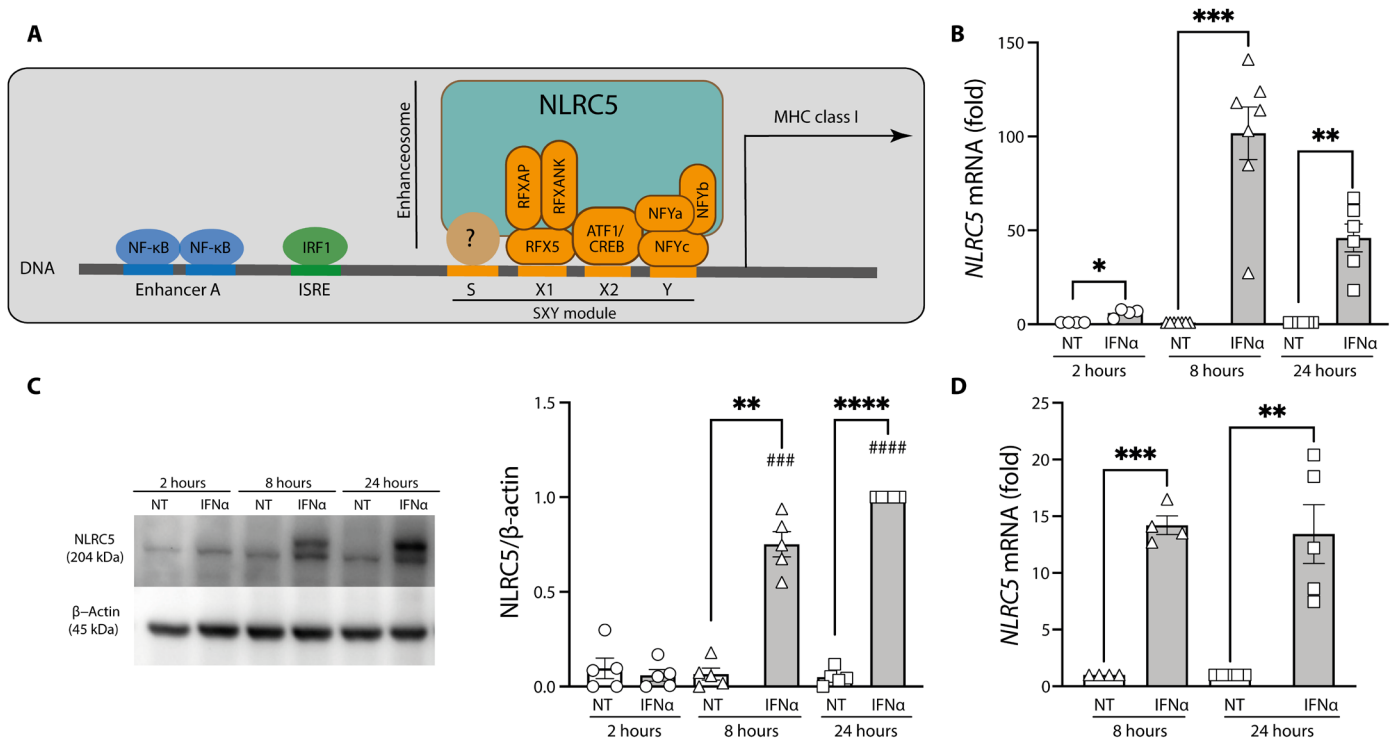 A
Enhanceosome
NLRC5
MHC class I
RFXAP
RFXANK
NFYb
NFYa
NF-κB
NF-κB
IRF1
?
RFX5
ATF1/
CREB
NFYc
DNA
Enhancer A
ISRE
S
X1
X2
Y
SXY module
B
NLRC5 mRNA (fold)
150
100
50
0
*
***
**
NT
IFNα
NT
IFNα
NT
IFNα
2 hours
8 hours
24 hours
C
2 hours
8 hours
24 hours
NT
IFNα
NT
IFNα
NT
IFNα
NLRC5
(204 kDa)
β–Actin
(45 kDa)
NLRC5/β-actin
1.5
1.0
0.5
0.0
**
****
###
####
NT
IFNα
NT
IFNα
NT
IFNα
2 hours
8 hours
24 hours
D
NLRC5 mRNA (fold)
25
20
15
10
5
0
***
**
NT
IFNα
NT
IFNα
8 hours
24 hours